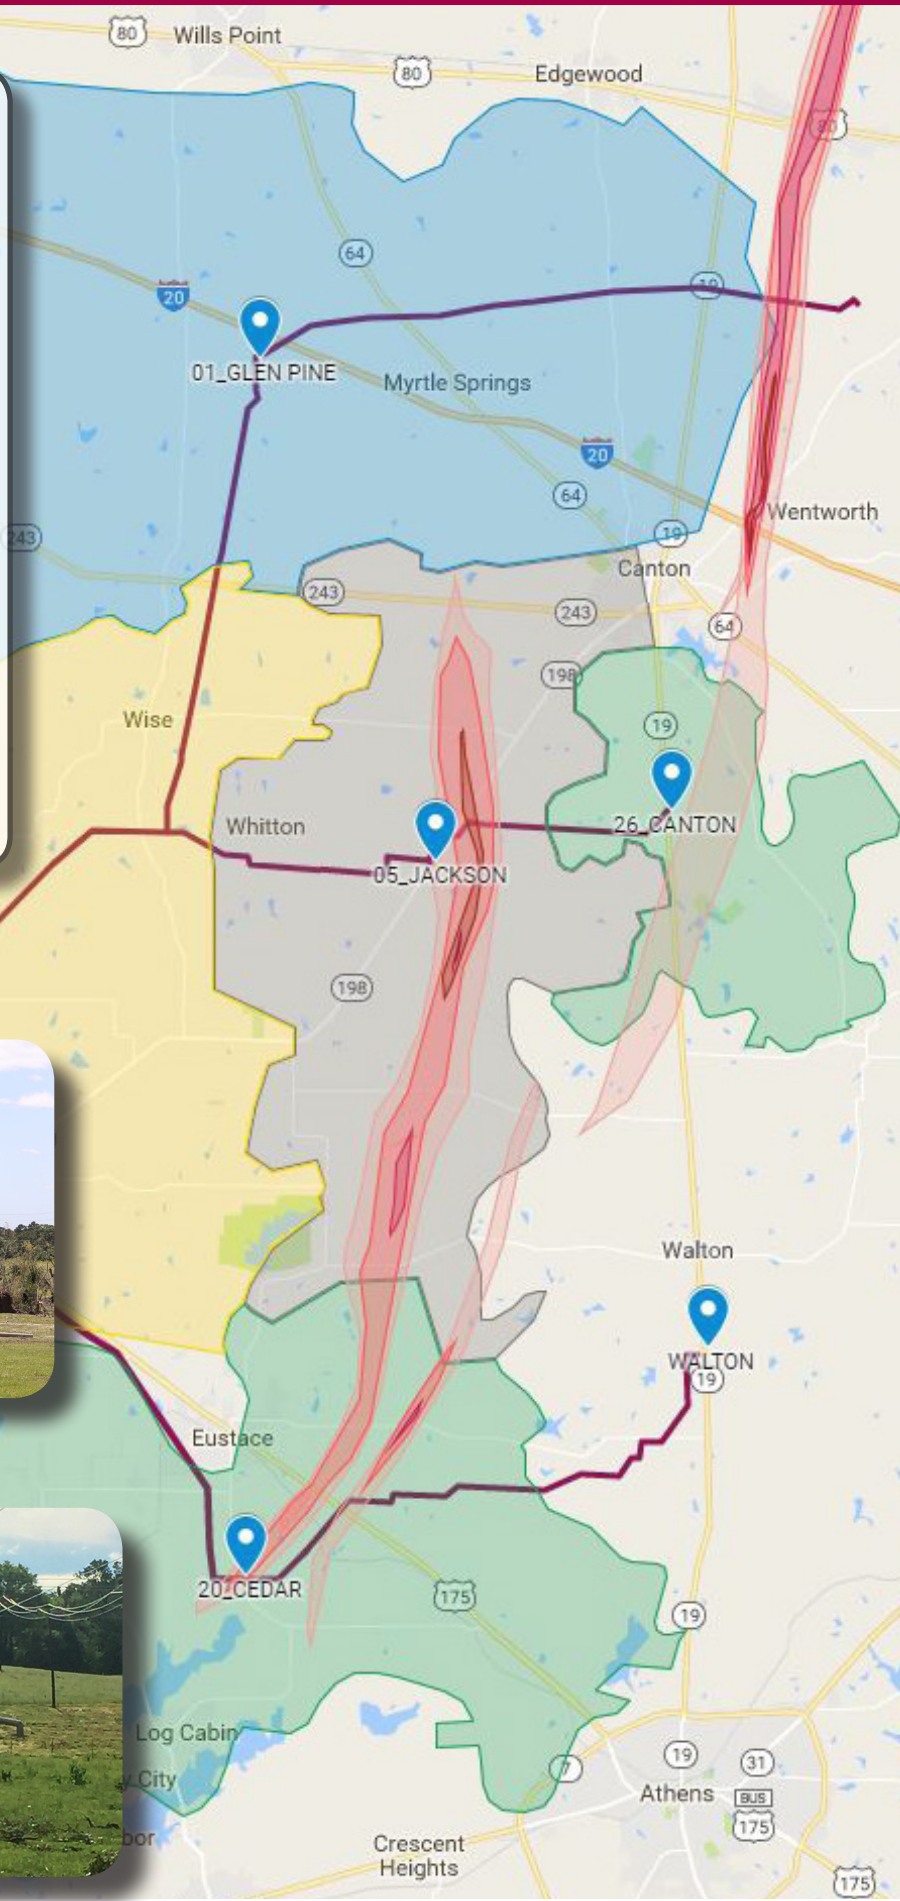 80
Wills Point
80
Edgewood
80
64
19
20
01_GLEN PINE
Myrtle Springs
20
64
Wentworth
243
19
Canton
243
243
64
198
Wise
19
Whitton
26_CANTON
05_JACKSON
198
Walton
WALTON
19
Eustace
20_CEDAR
175
19
Log Cabin
City
7
19
31
Athens
BUS
175
Crescent
Heights
175